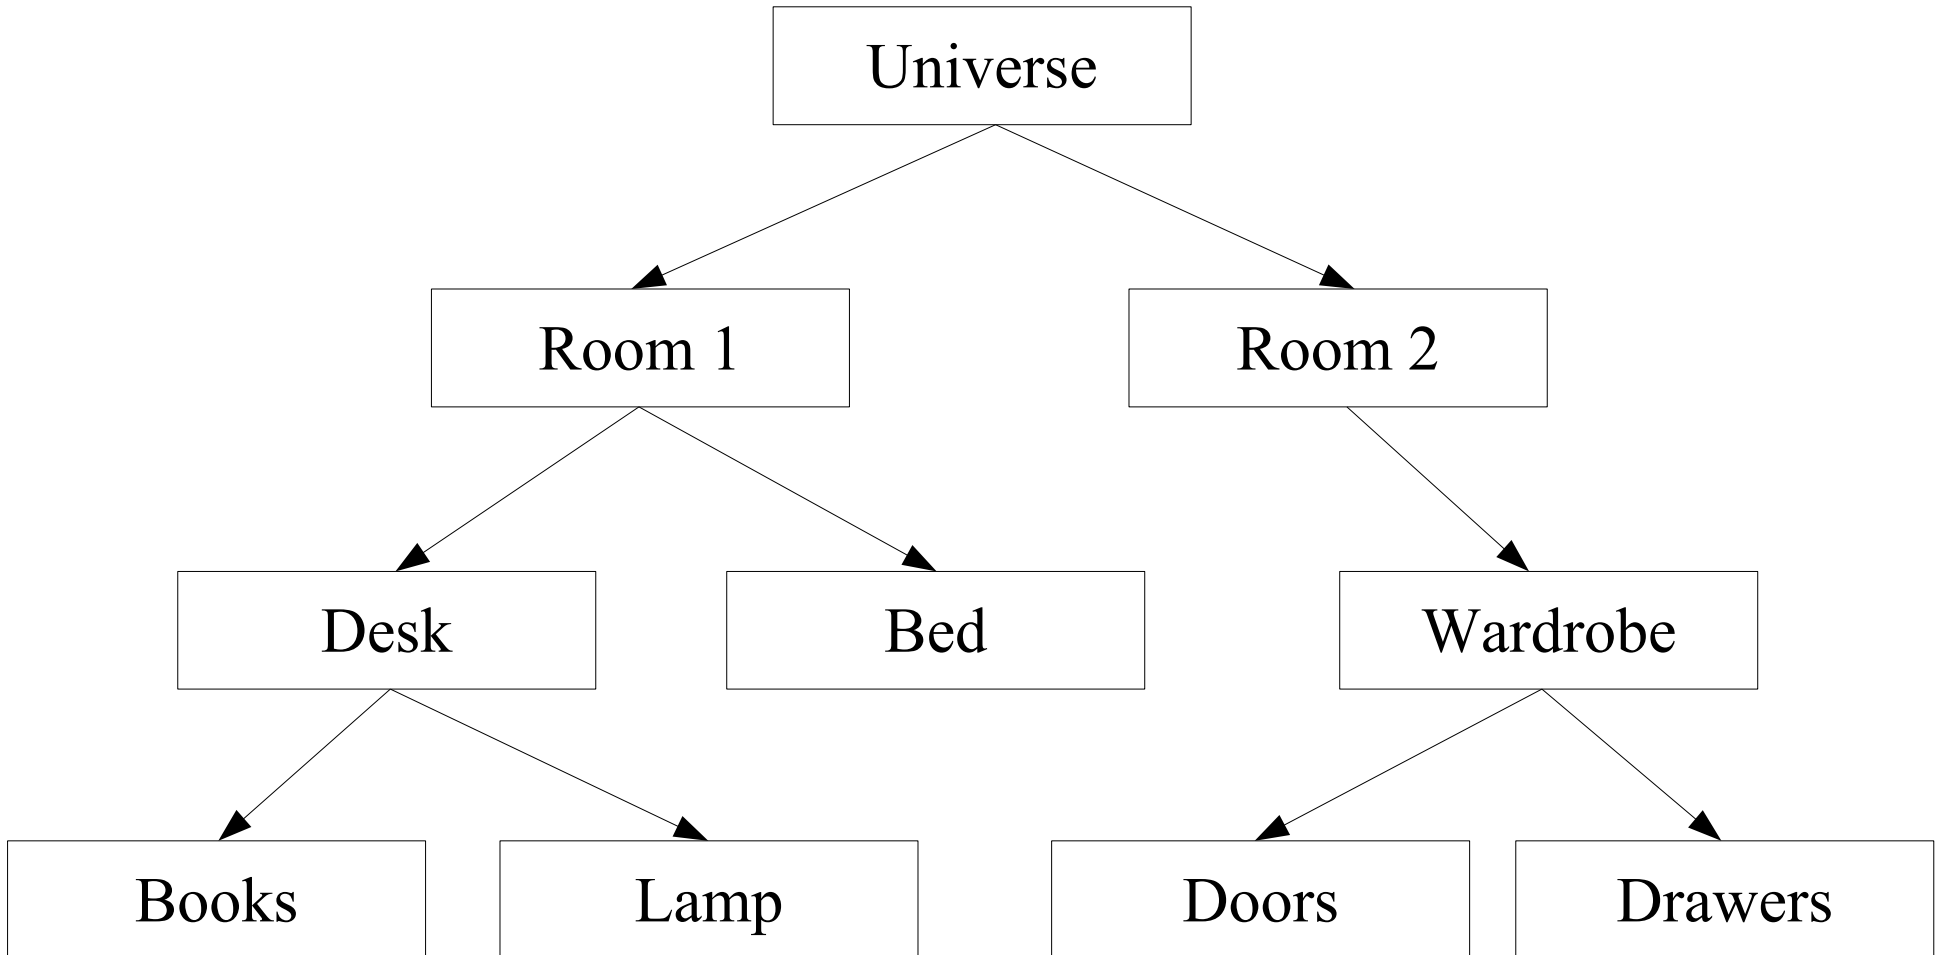 Universe
Room 1
Room 2
Desk
Bed
Wardrobe
Books
Lamp
Doors
Drawers